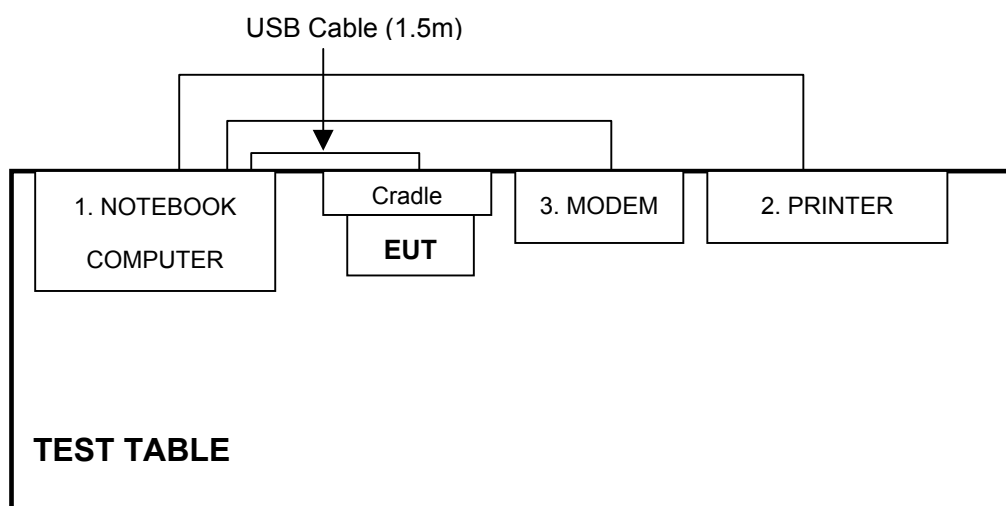 USB Cable (1.5m)
1. NOTEBOOK
COMPUTER
Cradle
EUT
3. MODEM
2. PRINTER
TEST TABLE